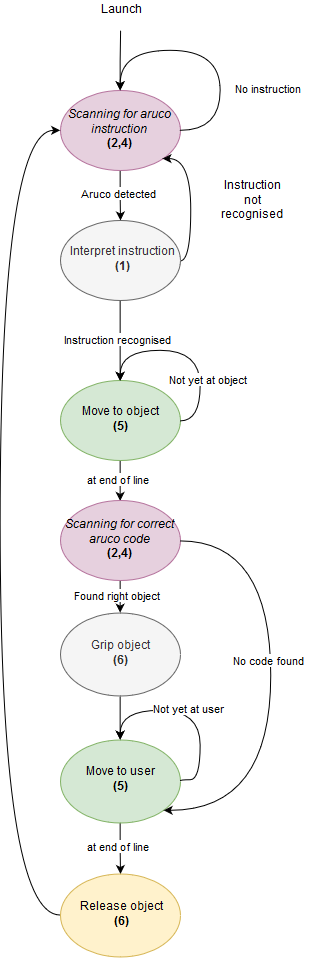 Launch
No instruction
Scanning for aruco
instruction
(2,4)
Aruco detected
Instruction
not
recognised
Interpret instruction
(1)
Instruction recognised
Not yet at object
Move to object
(5)
at end of line
Scanning for correct
aruco code
(2,4)
Found right object
Grip object
(6)
No code found
Not yet at user
Move to user
(5)
at end of line
Release object
(6)